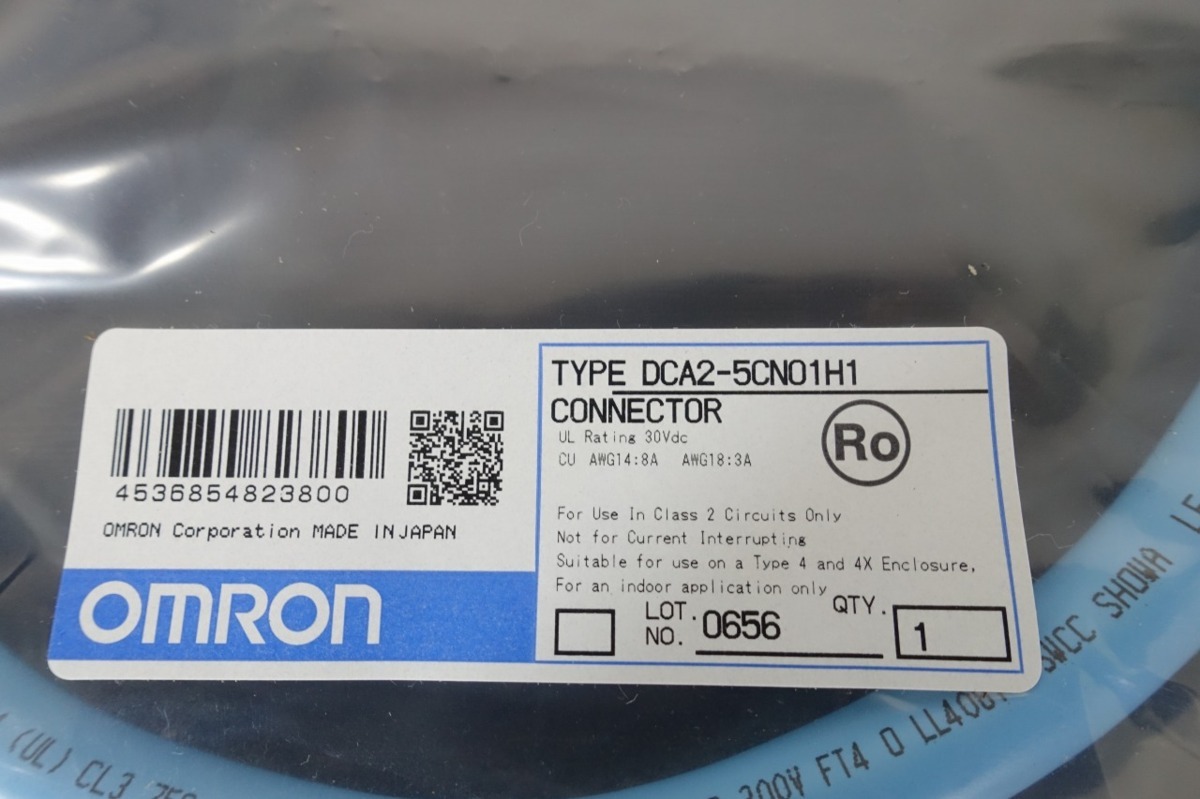 TYPE DCA2-5CN01H1
CONNECTOR
UL Rating 30Vdc
CU AWG14:8A AWG18:3A
Ro
4536854823800
OMRON Corporation MADE IN JAPAN
OMRON
For Use In Class 2 Circuits Only
Not for Current Interrupting
Suitable for use on a Type 4 and 4X Enclosure,
For an indoor application only
LOT. NO. 0656
QTY. 1
(UL) CL3
300V FT4
SWCC SHOWA